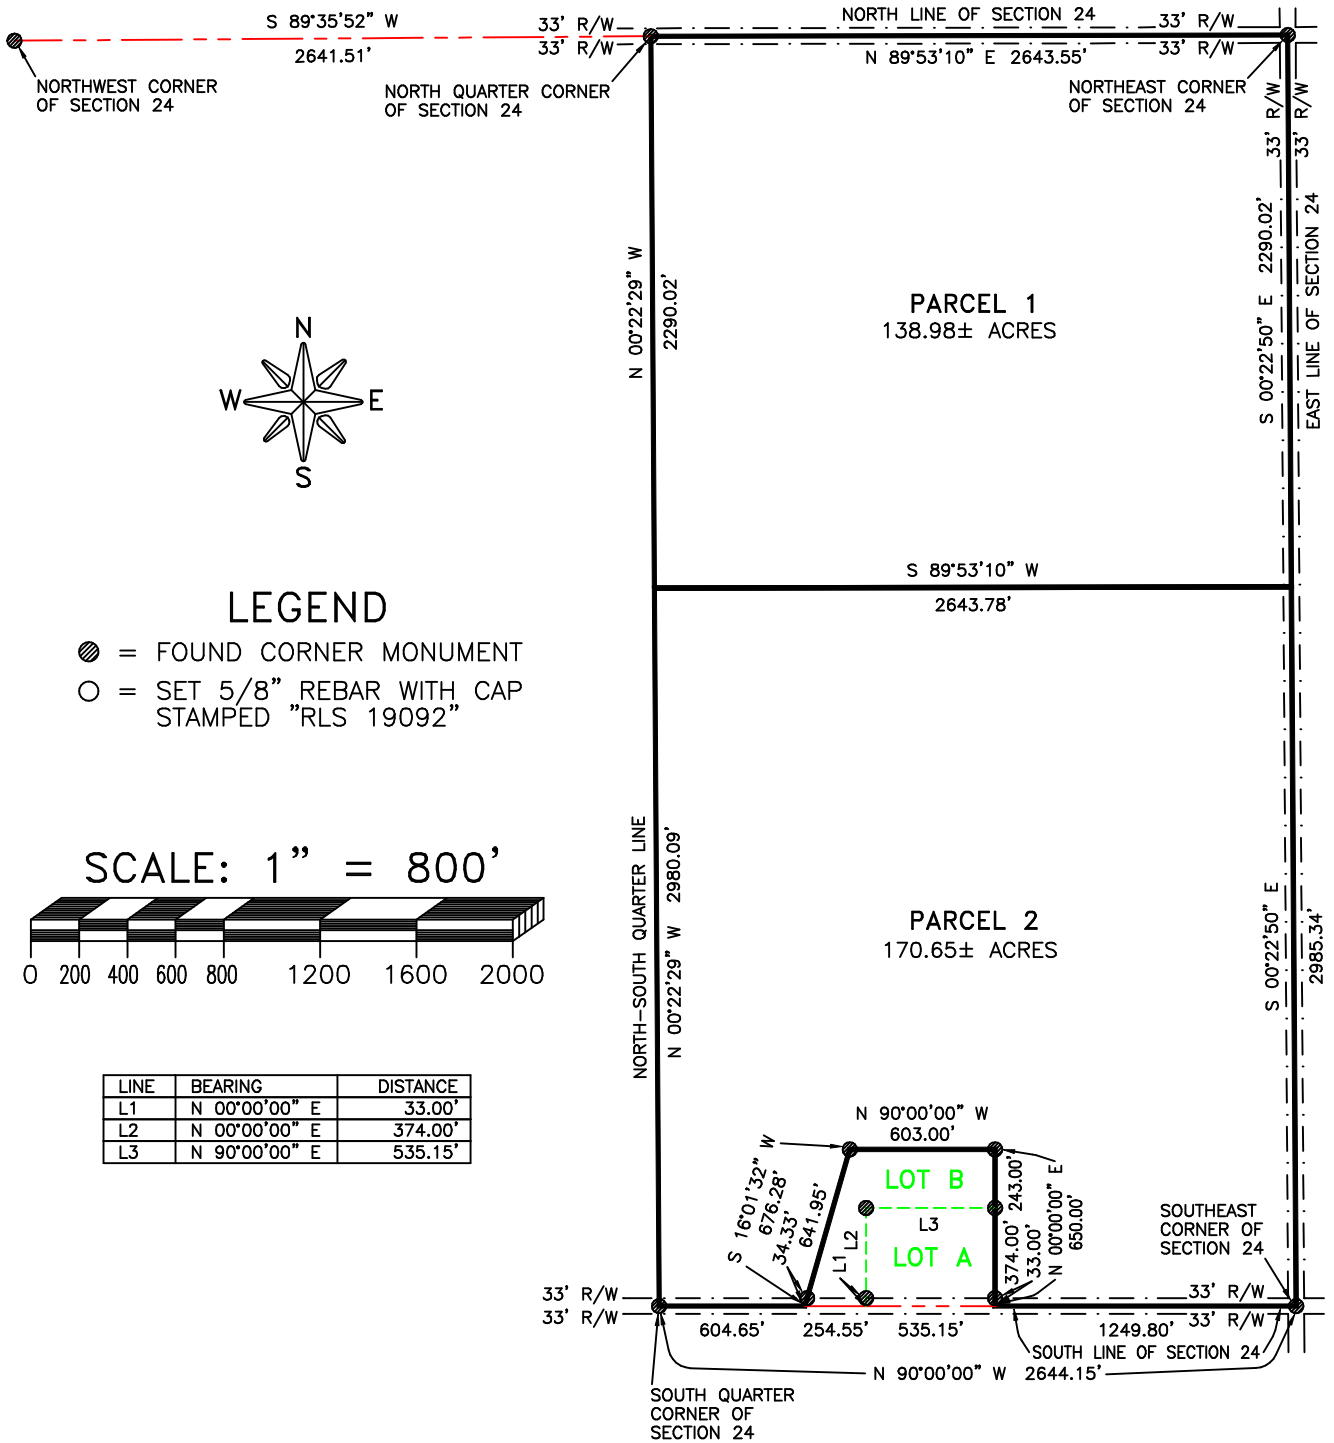 S 89°35'52" W
2641.51'
33' R/W
33' R/W
NORTH LINE OF SECTION 24
N 89°53'10" E 2643.55'
33' R/W
33' R/W
NORTHWEST CORNER
OF SECTION 24
NORTH QUARTER CORNER
OF SECTION 24
NORTHEAST CORNER
OF SECTION 24
33' R/W
33' R/W
N 00°22'29" W
2290.02'
S 00°22'50" E 2290.02'
EAST LINE OF SECTION 24
PARCEL 1
138.98± ACRES
N
W
E
S
S 89°53'10" W
2643.78'
LEGEND
= FOUND CORNER MONUMENT
= SET 5/8" REBAR WITH CAP
STAMPED "RLS 19092"
SCALE: 1" = 800'
0 200 400 600 800 1200 1600 2000
NORTH-SOUTH QUARTER LINE
N 00°22'29" W 2980.09'
PARCEL 2
170.65± ACRES
S 00°22'50" E
2985.34'
LINE BEARING DISTANCE
L1 N 00°00'00" E 33.00'
L2 N 00°00'00" E 374.00'
L3 N 90°00'00" E 535.15'
N 90°00'00" W
603.00'
S 16°01'32" W
676.28'
34.33'
641.95'
LOT B
L3
L1
L2
LOT A
243.00'
374.00'
33.00'
N 00°00'00" E
650.00'
SOUTHEAST
CORNER OF
SECTION 24
33' R/W
33' R/W
33' R/W
33' R/W
604.65'
254.55'
535.15'
1249.80'
SOUTH LINE OF SECTION 24
N 90°00'00" W 2644.15'
SOUTH QUARTER
CORNER OF
SECTION 24